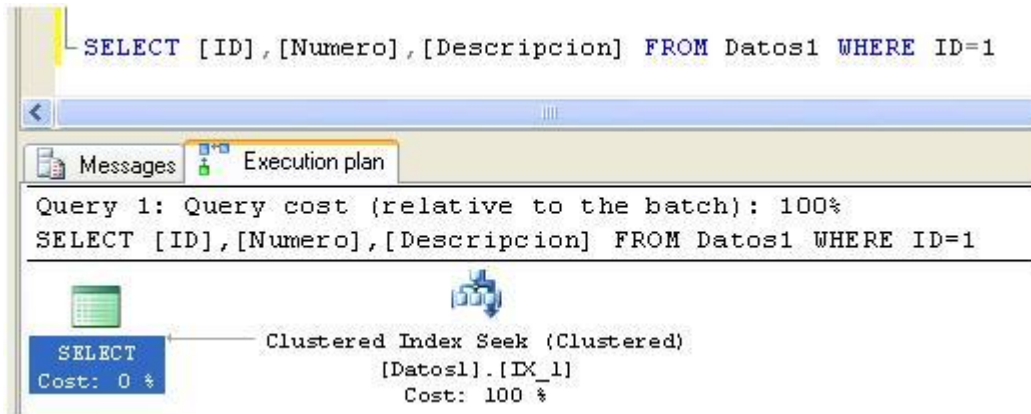 SELECT [ID],[Numero],[Descripcion] FROM Datos1 WHERE ID=1
Messages
Execution plan
Query 1: Query cost (relative to the batch): 100%
SELECT [ID],[Numero],[Descripcion] FROM Datos1 WHERE ID=1
SELECT
Cost: 0 %
Clustered Index Seek (Clustered)
[Datos1].[IX_1]
Cost: 100 %